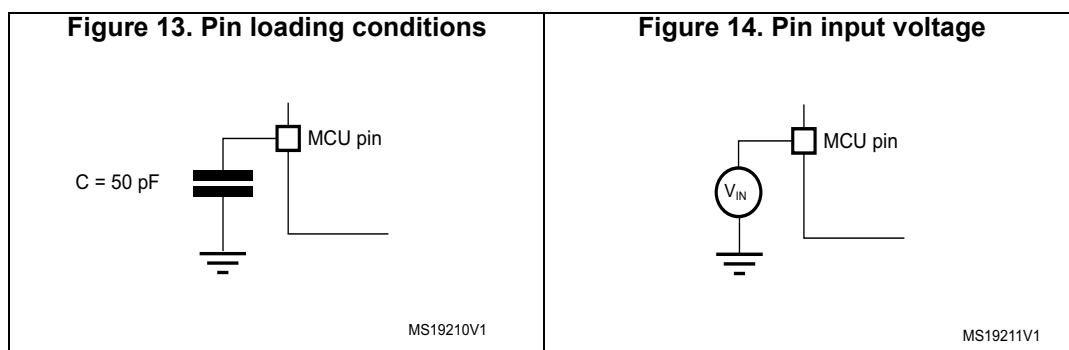 Figure 13. Pin loading conditions
Figure 14. Pin input voltage
MCU pin
C = 50 pF
MS19210V1
MCU pin
VIN
MS19211V1